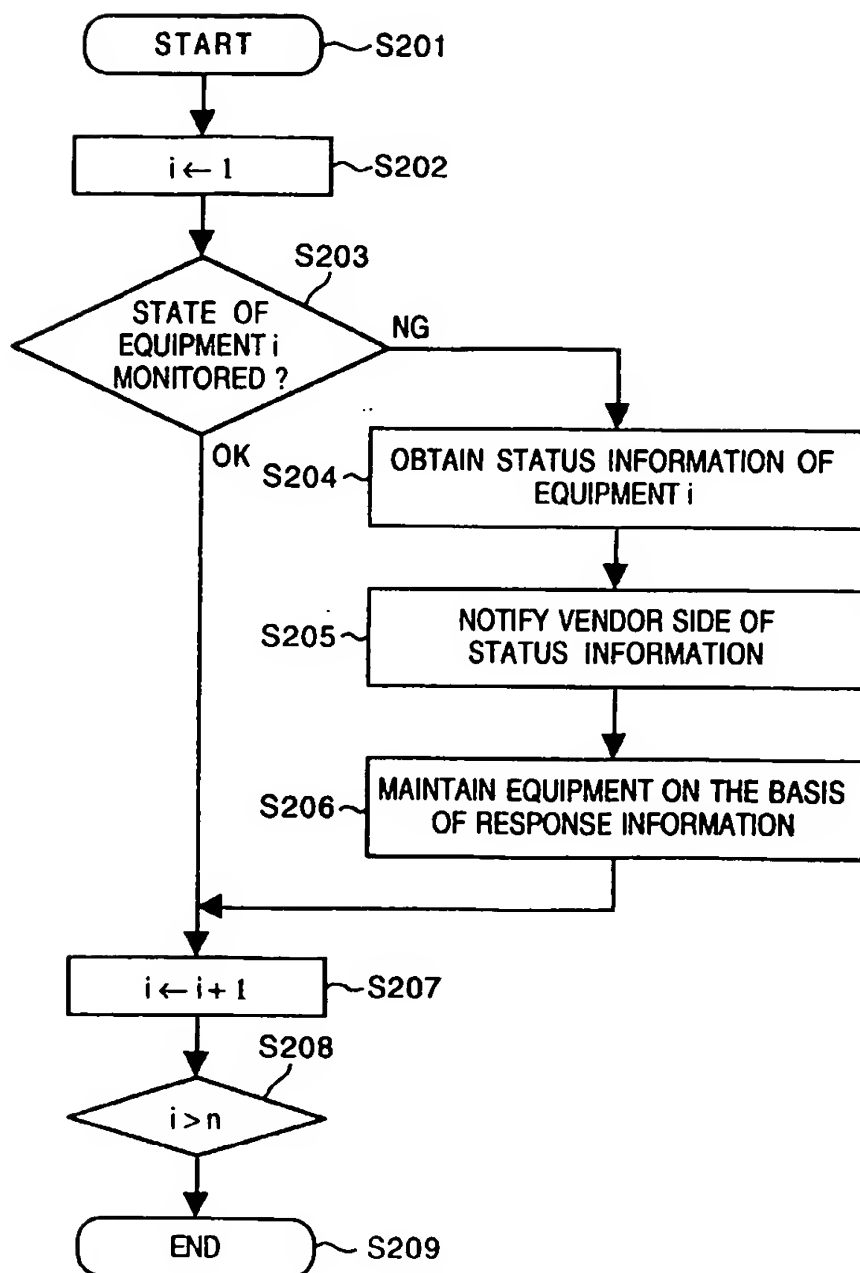 START
S201
i ← 1
S202
S203
STATE OF
EQUIPMENT i
MONITORED ?
NG
OK
S204
OBTAIN STATUS INFORMATION OF
EQUIPMENT i
S205
NOTIFY VENDOR SIDE OF
STATUS INFORMATION
S206
MAINTAIN EQUIPMENT ON THE BASIS
OF RESPONSE INFORMATION
i ← i + 1
S207
S208
i > n
END
S209